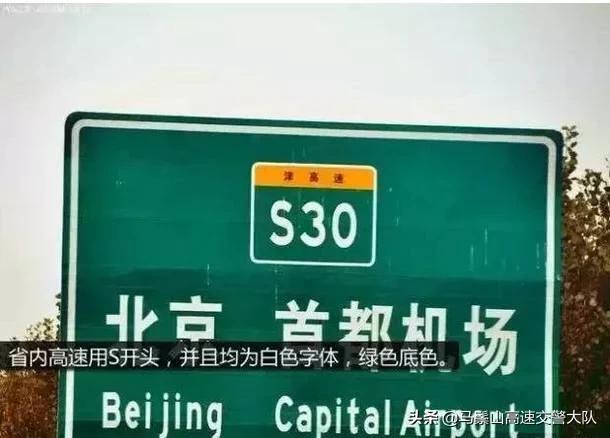 津高速
S30
北京 首都机场
省内高速用S开头，并且均为白色字体，绿色底色。
Beijing Capital Airport
头条 @马鬃山高速交警大队